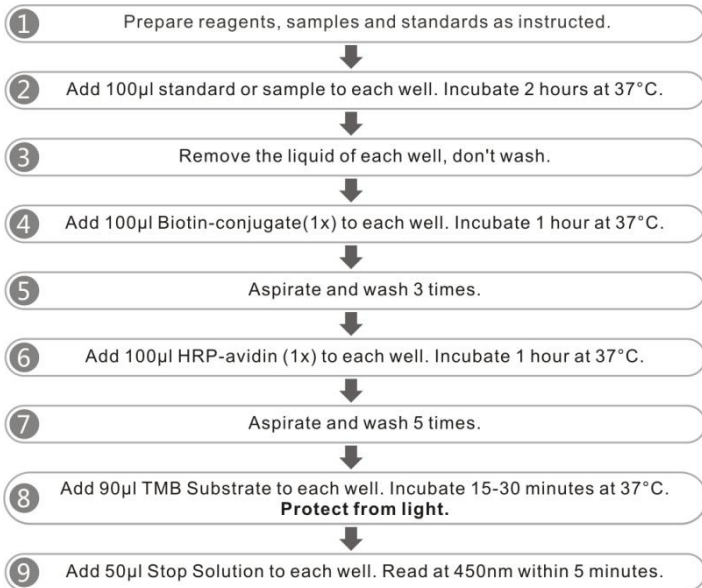 1 Prepare reagents, samples and standards as instructed.
2 Add 100μl standard or sample to each well. Incubate 2 hours at 37°C.
3 Remove the liquid of each well, don't wash.
4 Add 100μl Biotin-conjugate(1x) to each well. Incubate 1 hour at 37°C.
5 Aspirate and wash 3 times.
6 Add 100μl HRP-avidin (1x) to each well. Incubate 1 hour at 37°C.
7 Aspirate and wash 5 times.
8 Add 90μl TMB Substrate to each well. Incubate 15-30 minutes at 37°C.
Protect from light.
9 Add 50μl Stop Solution to each well. Read at 450nm within 5 minutes.